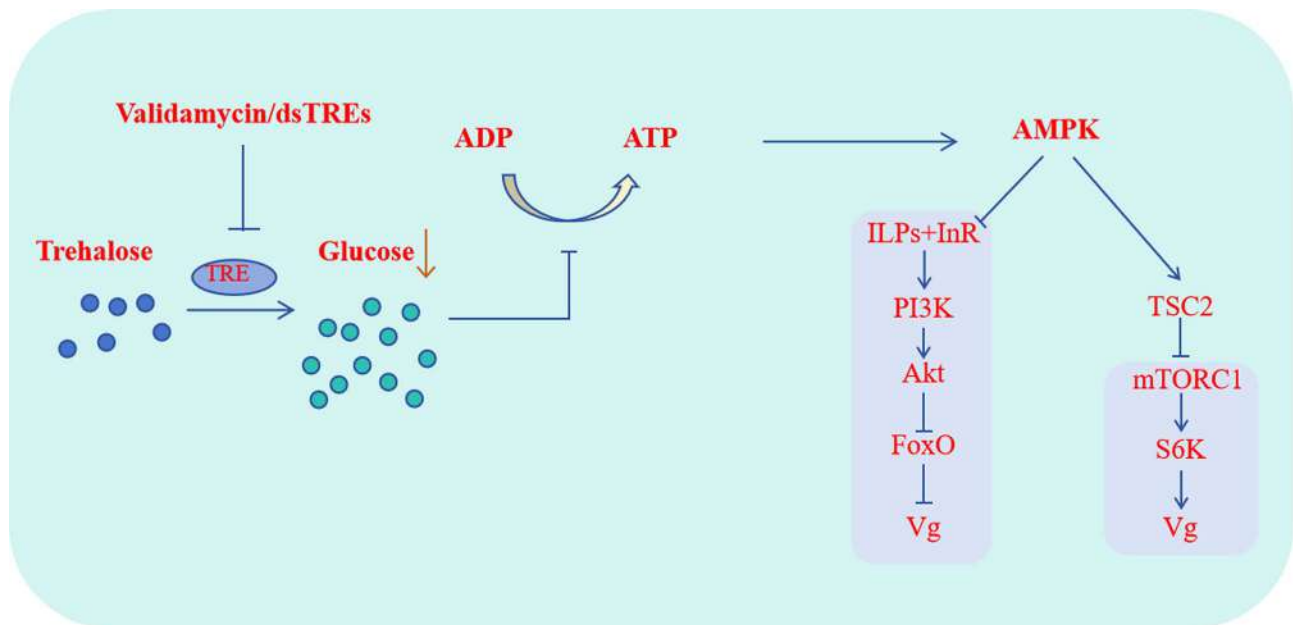 Validamycin/dsTREs
ADP
ATP
AMPK
Trehalose
TRE
Glucose
ILPs+InR
PI3K
Akt
FoxO
Vg
TSC2
mTORC1
S6K
Vg